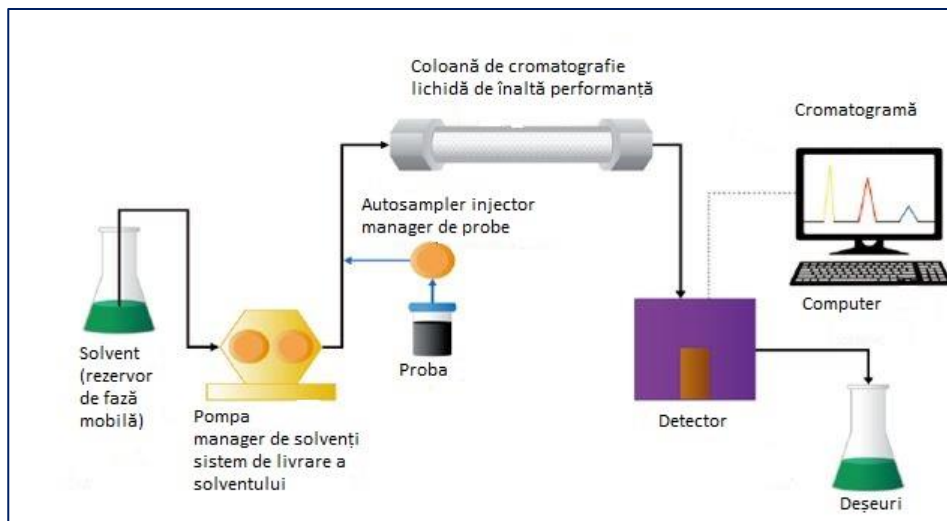 Coloană de cromatografie
lichidă de înaltă performanță
Cromatogramă
Autosampler injector
manager de probe
Computer
Solvent
(rezervor
de fază
mobilă)
Proba
Pompa
manager de solvenți
sistem de livrare a
solventului
Detector
Deșeuri